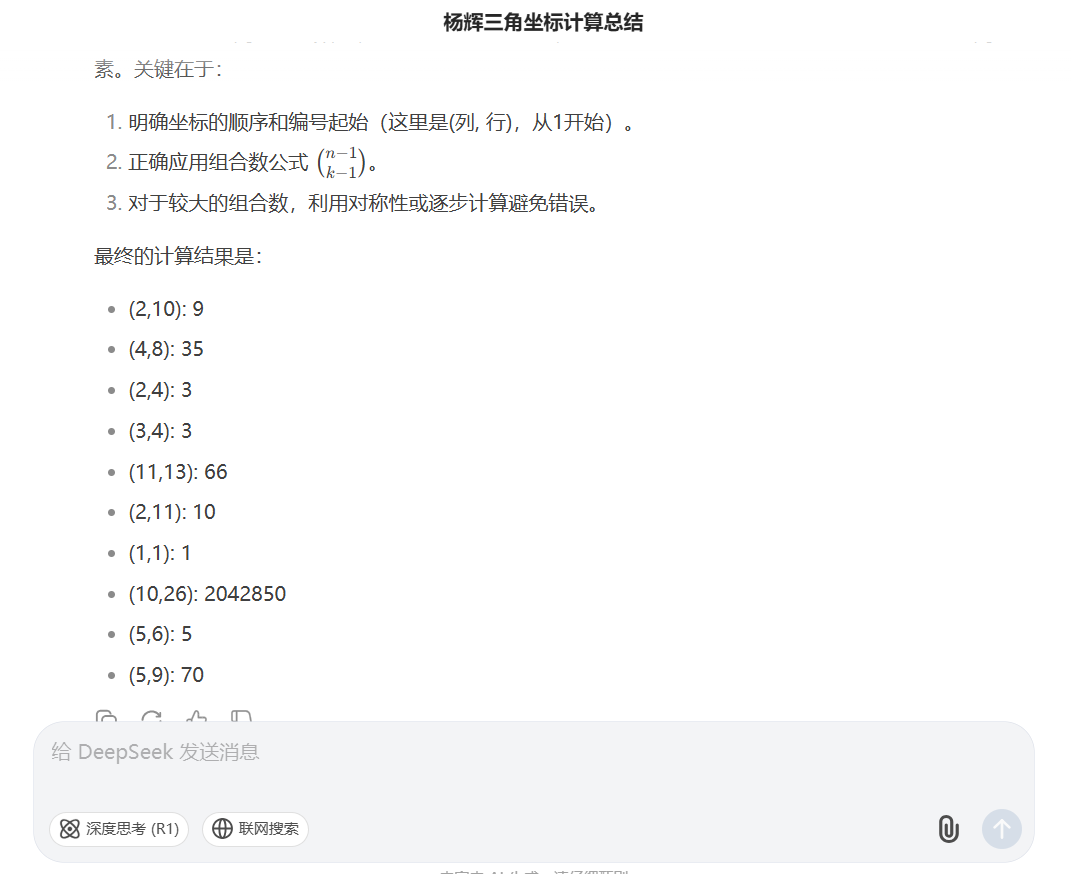 杨辉三角坐标计算总结
素。关键在于：
1. 明确坐标的顺序和编号起始（这里是(列, 行)，从1开始）。
2. 正确应用组合数公式 (n−1 k−1)。
3. 对于较大的组合数，利用对称性或逐步计算避免错误。
最终的计算结果是：
• (2,10): 9
• (4,8): 35
• (2,4): 3
• (3,4): 3
• (11,13): 66
• (2,11): 10
• (1,1): 1
• (10,26): 2042850
• (5,6): 5
• (5,9): 70
给 DeepSeek 发送消息
深度思考 (R1) 联网搜索